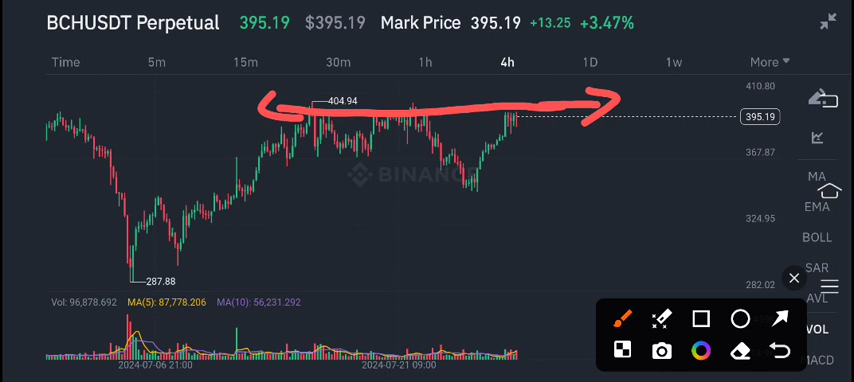 BCHUSDT Perpetual 395.19 $395.19 Mark Price 395.19 +13.25 +3.47%
Time 5m 15m 30m 1h 4h 1D 1w More
410.80
404.94
395.19
367.87
BINANCE
MA
324.95
EMA
BOLL
287.88
282.02
SAR
AVL
Vol: 96,878.692 MA(5): 87,778.206 MA(10): 56,231.292
VOL
MACD
2024-07-06 21:00 2024-07-21 09:00